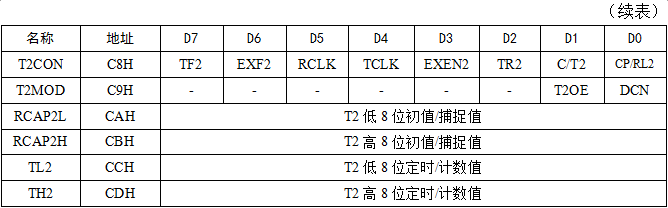 （续表）
名称 地址 D7 D6 D5 D4 D3 D2 D1 D0
T2CON C8H TF2 EXF2 RCLK TCLK EXEN2 TR2 C/T2 CP/RL2
T2MOD C9H - - - - - - T2OE DCN
RCAP2L CAH T2 低 8 位初值/捕捉值
RCAP2H CBH T2 高 8 位初值/捕捉值
TL2 CCH T2 低 8 位定时/计数值
TH2 CDH T2 高 8 位定时/计数值